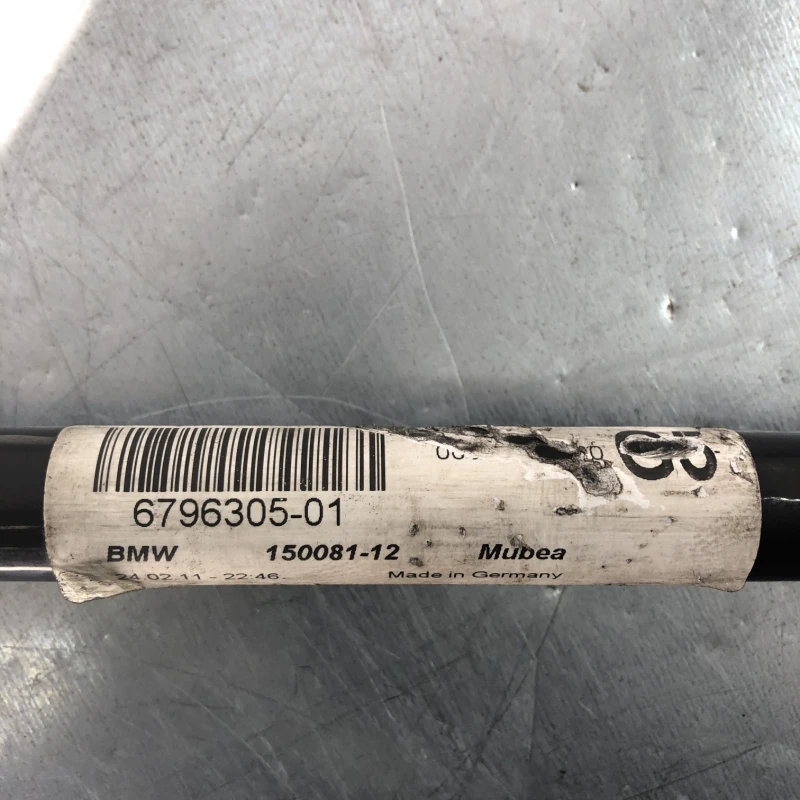 6796305-01
BMW 150081-12 Mubea
24.02.11 - 22:46 Made in Germany